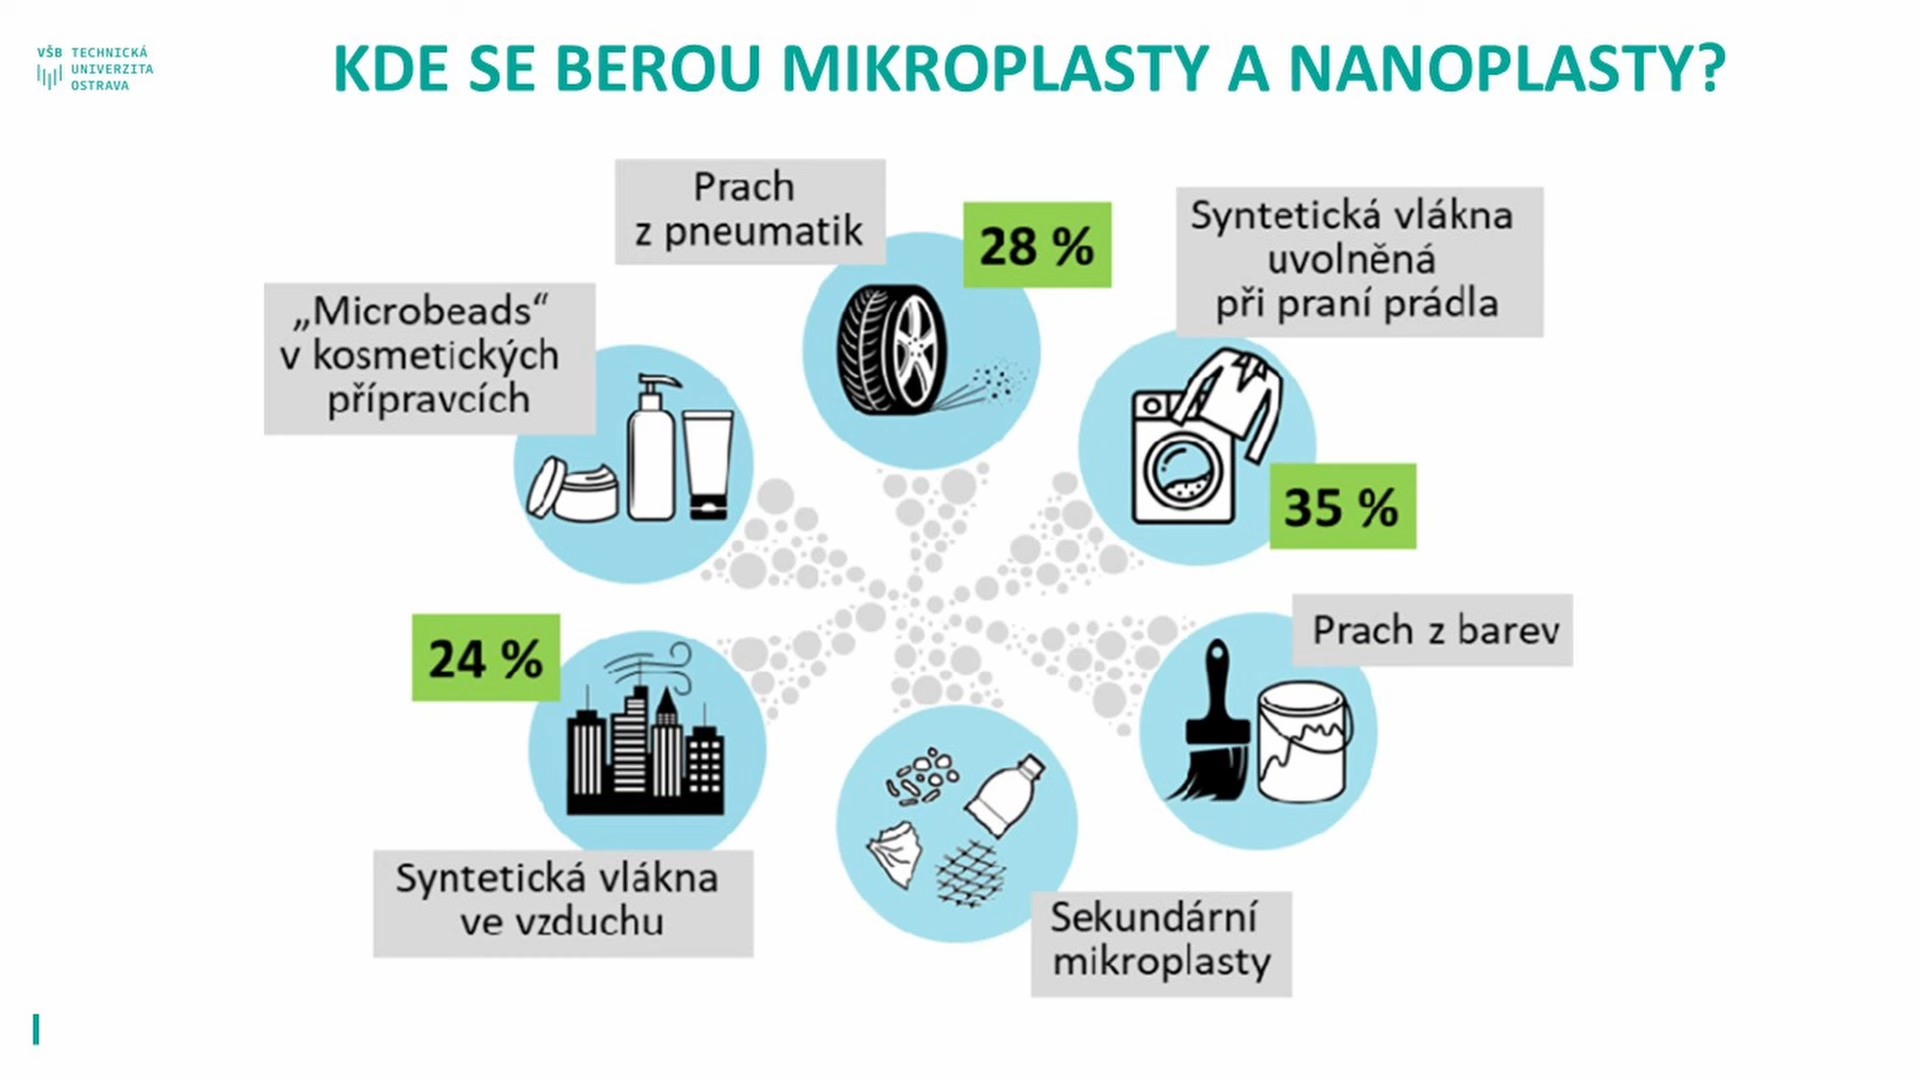 VŠB TECHNICKÁ
UNIVERZITA
OSTRAVA
KDE SE BEROU MIKROPLASTY A NANOPLASTY?
Prach
z pneumatik
28 %
Syntetická vlákna
uvolněná
při praní prádla
35 %
„Microbeads“
v kosmetických
přípravcích
24 %
Prach z barev
Syntetická vlákna
ve vzduchu
Sekundární
mikroplasty